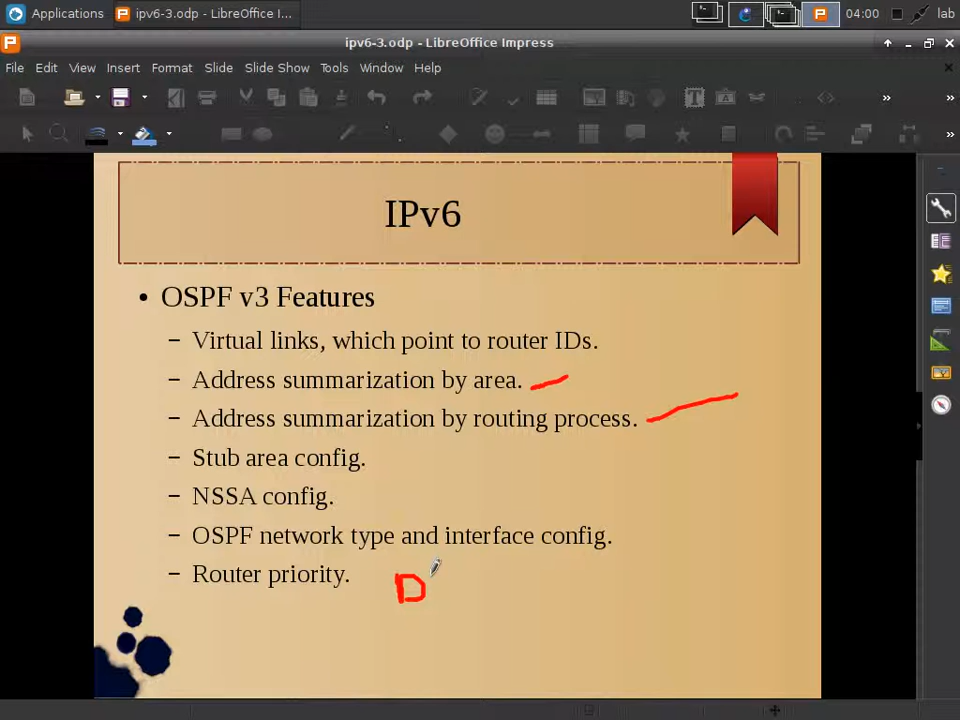 Applications ipv6-3.odp - LibreOffice I... 04:00 lab
ipv6-3.odp - LibreOffice Impress
File Edit View Insert Format Slide Slide Show Tools Window Help
IPv6
• OSPF v3 Features
– Virtual links, which point to router IDs.
– Address summarization by area.
– Address summarization by routing process.
– Stub area config.
– NSSA config.
– OSPF network type and interface config.
– Router priority. D